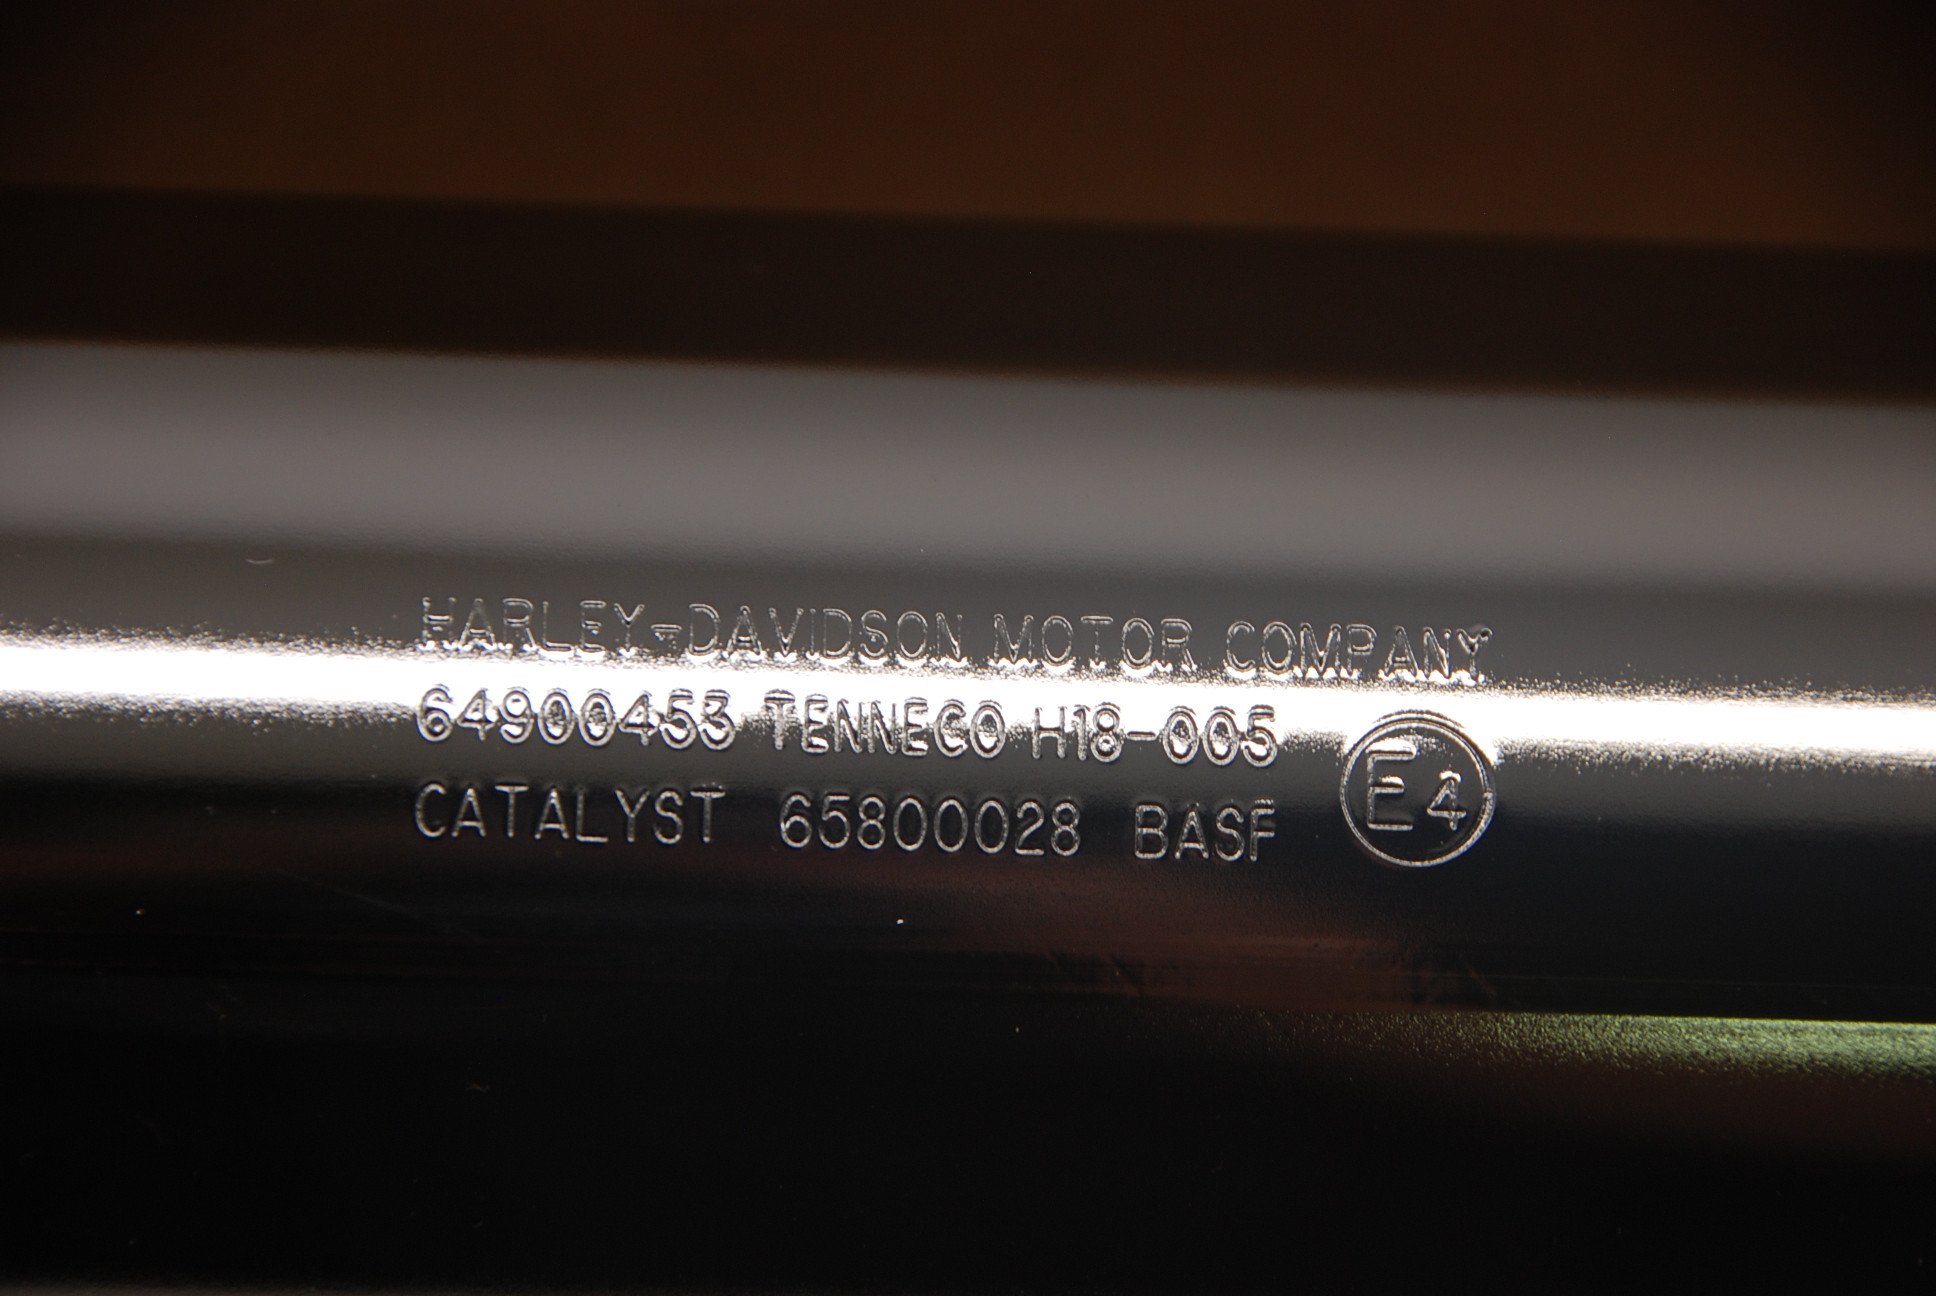 HARLEY-DAVIDSON MOTOR COMPANY
64900453 TENNECO H18-005
CATALYST 65800028 BASF
E4